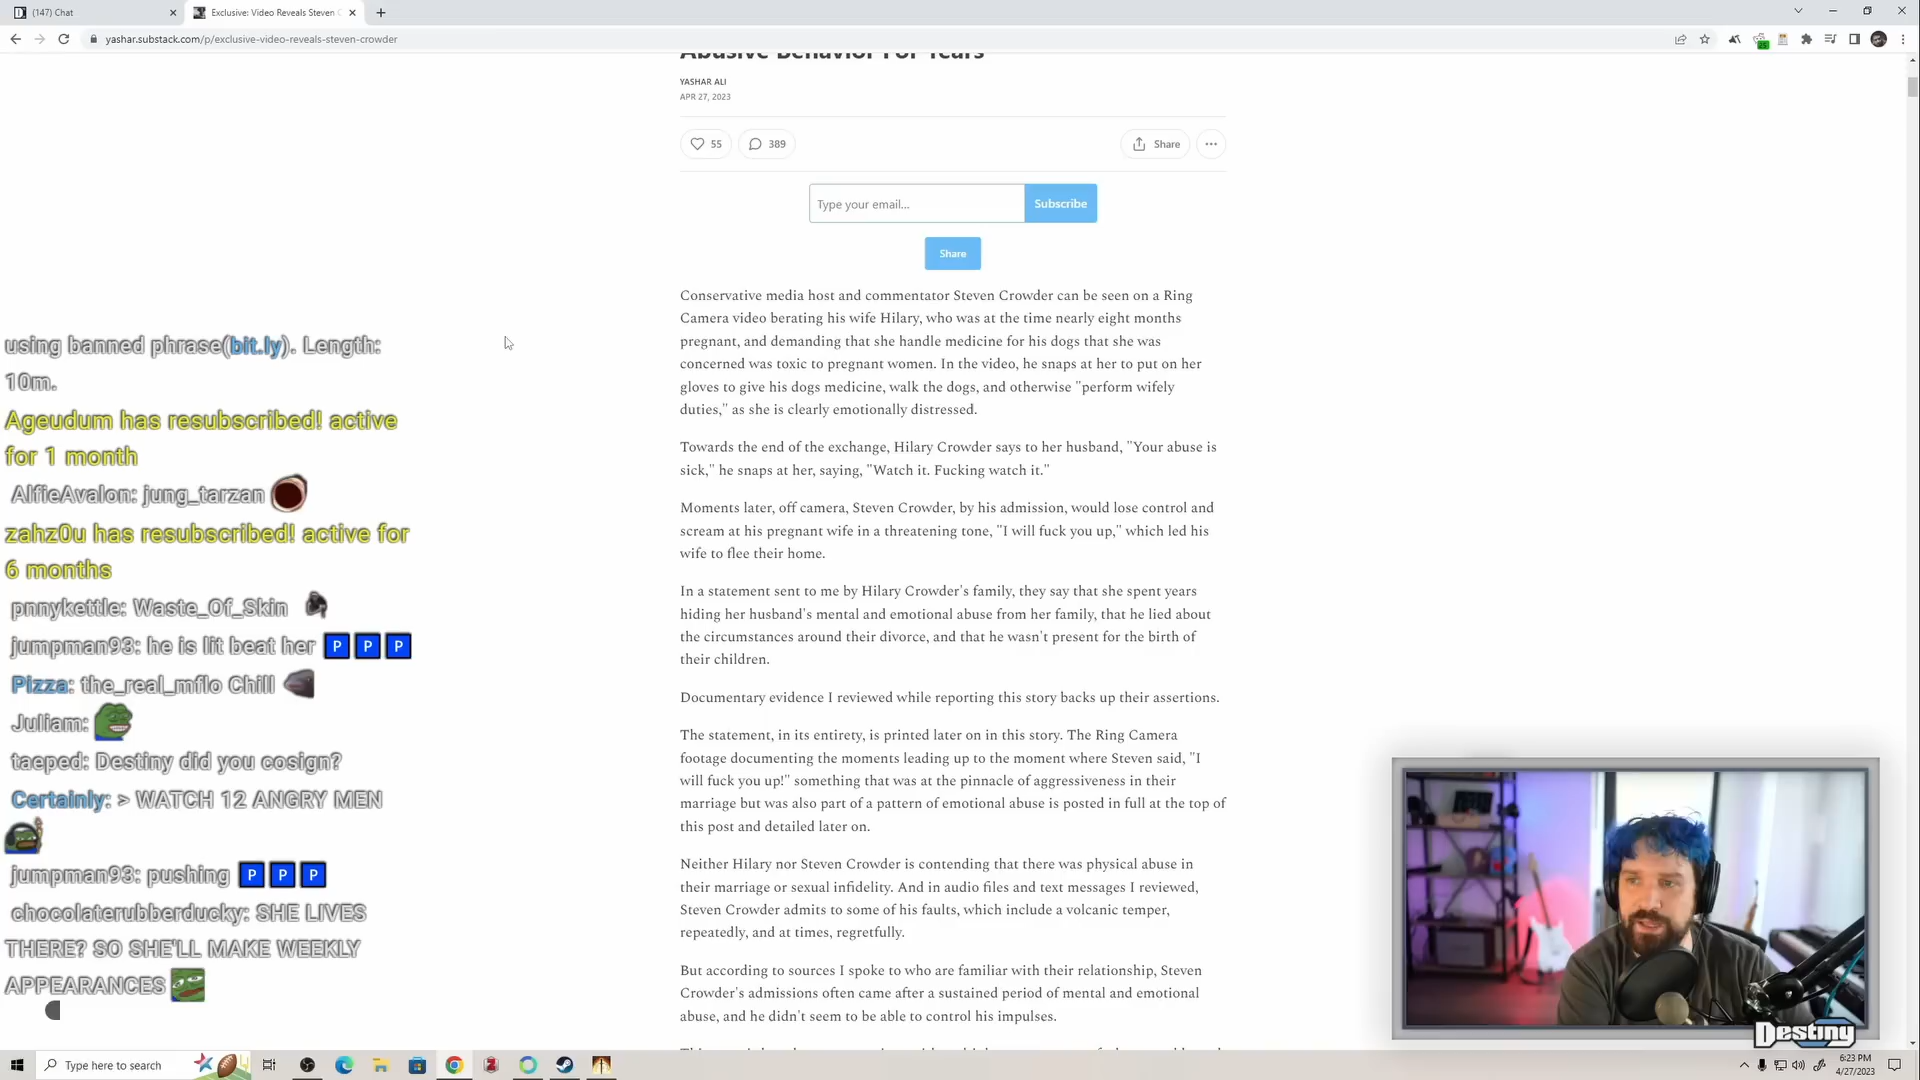 (147) Chat
Exclusive: Video Reveals Steven C
yashar.substack.com/p/exclusive-video-reveals-steven-crowder
25
Abusive Behavior For Years
YASHAR ALI
APR 27, 2023
55
389
Share
Type your email...
Subscribe
Share
Conservative media host and commentator Steven Crowder can be seen on a Ring
Camera video berating his wife Hilary, who was at the time nearly eight months
pregnant, and demanding that she handle medicine for his dogs that she was
concerned was toxic to pregnant women. In the video, he snaps at her to put on her
gloves to give his dogs medicine, walk the dogs, and otherwise "perform wifely
duties," as she is clearly emotionally distressed.
Towards the end of the exchange, Hilary Crowder says to her husband, "Your abuse is
sick," he snaps at her, saying, "Watch it. Fucking watch it."
Moments later, off camera, Steven Crowder, by his admission, would lose control and
scream at his pregnant wife in a threatening tone, "I will fuck you up," which led his
wife to flee their home.
In a statement sent to me by Hilary Crowder's family, they say that she spent years
hiding her husband's mental and emotional abuse from her family, that he lied about
the circumstances around their divorce, and that he wasn't present for the birth of
their children.
Documentary evidence I reviewed while reporting this story backs up their assertions.
The statement, in its entirety, is printed later on in this story. The Ring Camera
footage documenting the moments leading up to the moment where Steven said, "I
will fuck you up!" something that was at the pinnacle of aggressiveness in their
marriage but was also part of a pattern of emotional abuse is posted in full at the top of
this post and detailed later on.
Neither Hilary nor Steven Crowder is contending that there was physical abuse in
their marriage or sexual infidelity. And in audio files and text messages I reviewed,
Steven Crowder admits to some of his faults, which include a volcanic temper,
repeatedly, and at times, regretfully.
But according to sources I spoke to who are familiar with their relationship, Steven
Crowder's admissions often came after a sustained period of mental and emotional
abuse, and he didn't seem to be able to control his impulses.
using banned phrase(bit.ly). Length:
10m.
Ageudum has resubscribed! active
for 1 month
AlfieAvalon: jung_tarzan
zahz0u has resubscribed! active for
6 months
pnnykettle: Waste_Of_Skin
jumpman93: he is lit beat her P P P
Pizza: the_real_mflo Chill
Juliam:
taeped: Destiny did you cosign?
Certainly: > WATCH 12 ANGRY MEN
jumpman93: pushing P P P
chocolaterubberducky: SHE LIVES
THERE? SO SHE'LL MAKE WEEKLY
APPEARANCES
Destiny
Type here to search
6:23 PM
4/27/2023